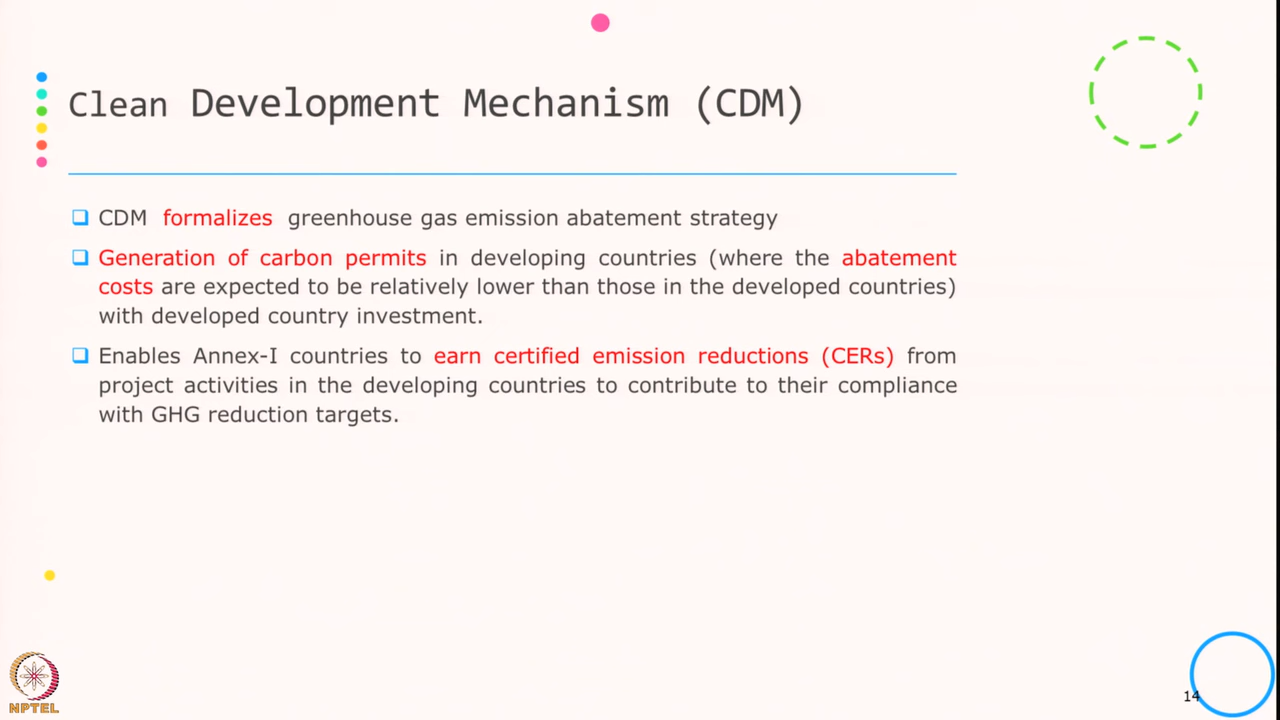 Clean Development Mechanism (CDM)
CDM formalizes greenhouse gas emission abatement strategy
Generation of carbon permits in developing countries (where the abatement
costs are expected to be relatively lower than those in the developed countries)
with developed country investment.
Enables Annex-I countries to earn certified emission reductions (CERs) from
project activities in the developing countries to contribute to their compliance
with GHG reduction targets.
NPTEL
14